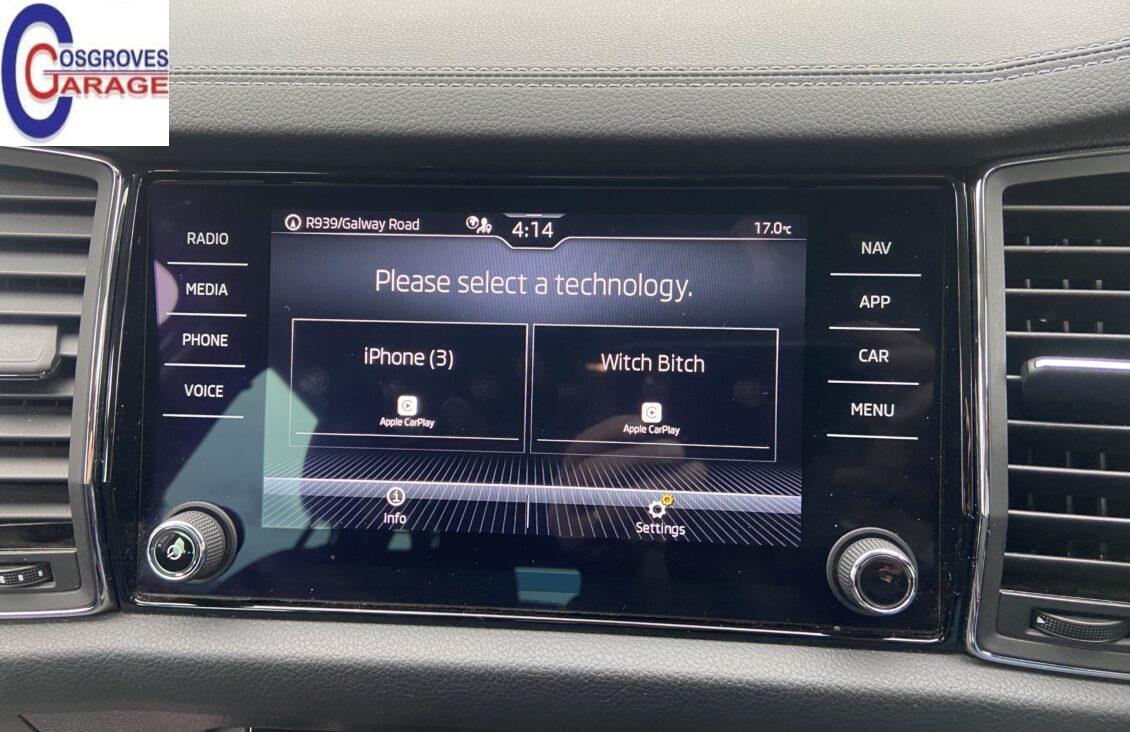 COSGROVES
GARAGE
RADIO
MEDIA
PHONE
VOICE
R939/Galway Road
4:14
17.0°C
Please select a technology.
iPhone (3)
Apple CarPlay
Witch Bitch
Apple CarPlay
Info
Settings
NAV
APP
CAR
MENU